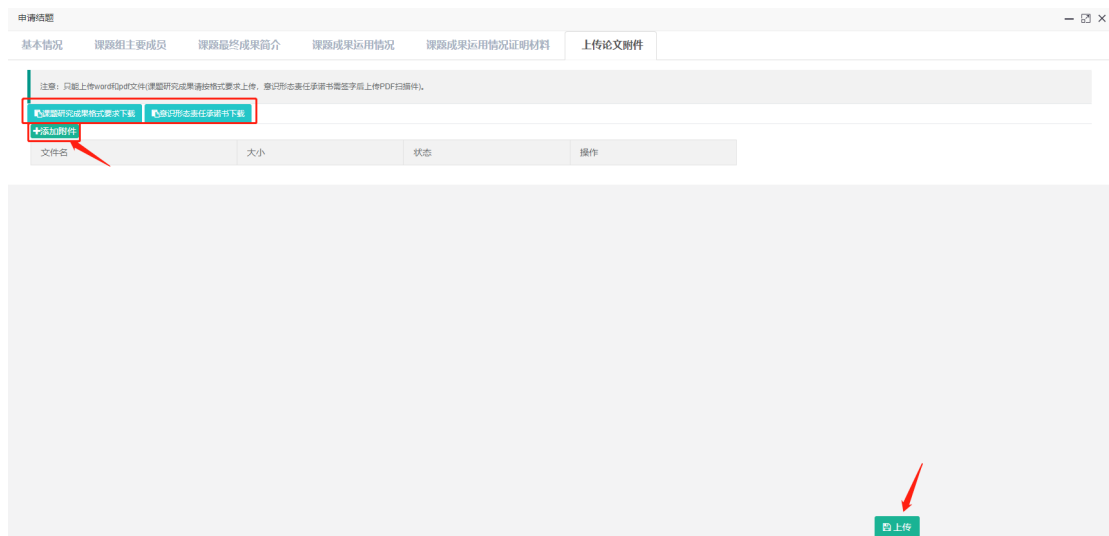 申请结题
基本情况 课题组主要成员 课题最终成果简介 课题成果运用情况 课题成果运用情况证明材料 上传论文附件
注意：只能上传word和pdf文件(课题研究成果请按格式要求上传，意识形态责任承诺书需签字后上传PDF扫描件)。
课题研究成果格式要求下载 意识形态责任承诺书下载
+添加附件
文件名 大小 状态 操作
上传